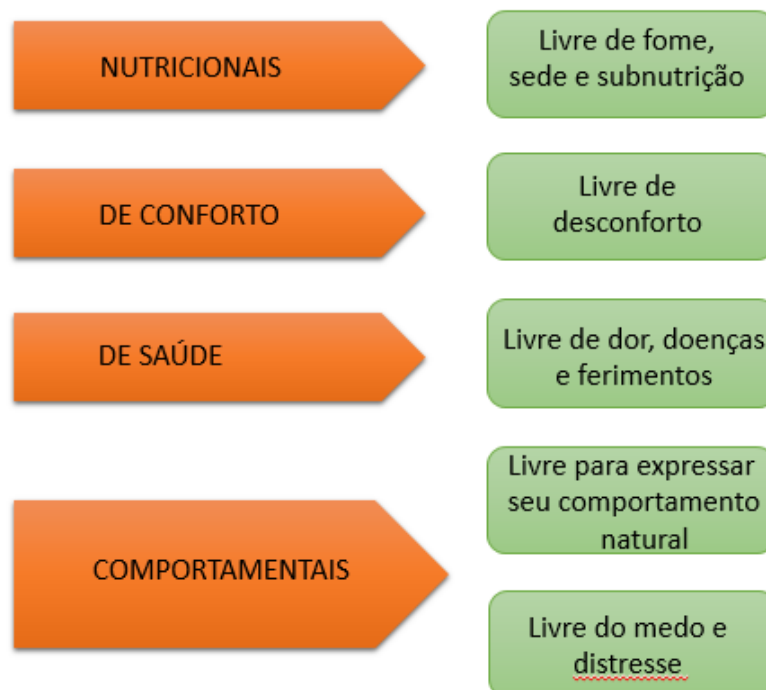 NUTRICIONAIS
Livre de fome,
sede e subnutrição
DE CONFORTO
Livre de
desconforto
DE SAÚDE
Livre de dor, doenças
e ferimentos
COMPORTAMENTAIS
Livre para expressar
seu comportamento
natural
Livre do medo e
distresse